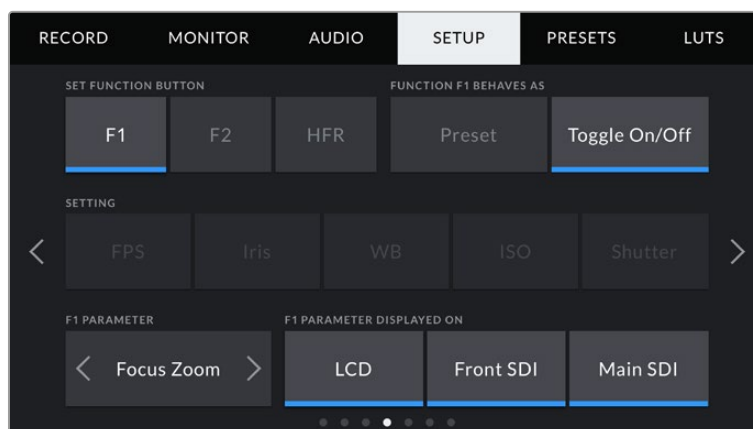 RECORD MONITOR AUDIO SETUP PRESETS LUTS
SET FUNCTION BUTTON FUNCTION F1 BEHAVES AS
F1 F2 HFR Preset Toggle On/Off
SETTING
FPS Iris WB ISO Shutter
F1 PARAMETER F1 PARAMETER DISPLAYED ON
Focus Zoom LCD Front SDI Main SDI